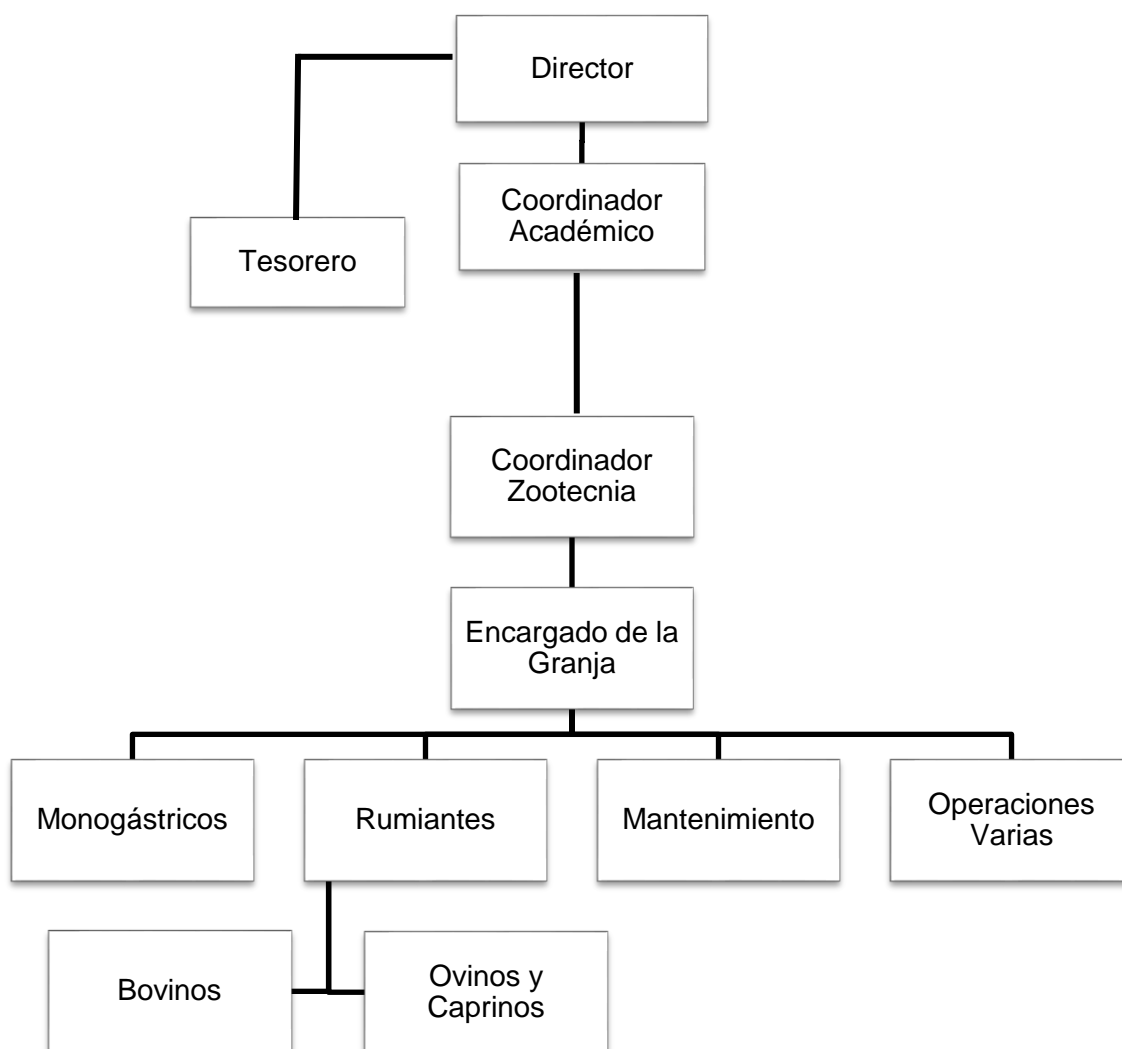 Director
Coordinador
Académico
Tesorero
Coordinador
Zootecnia
Encargado de la
Granja
Monogástricos
Rumiantes
Mantenimiento
Operaciones
Varias
Bovinos
Ovinos y
Caprinos